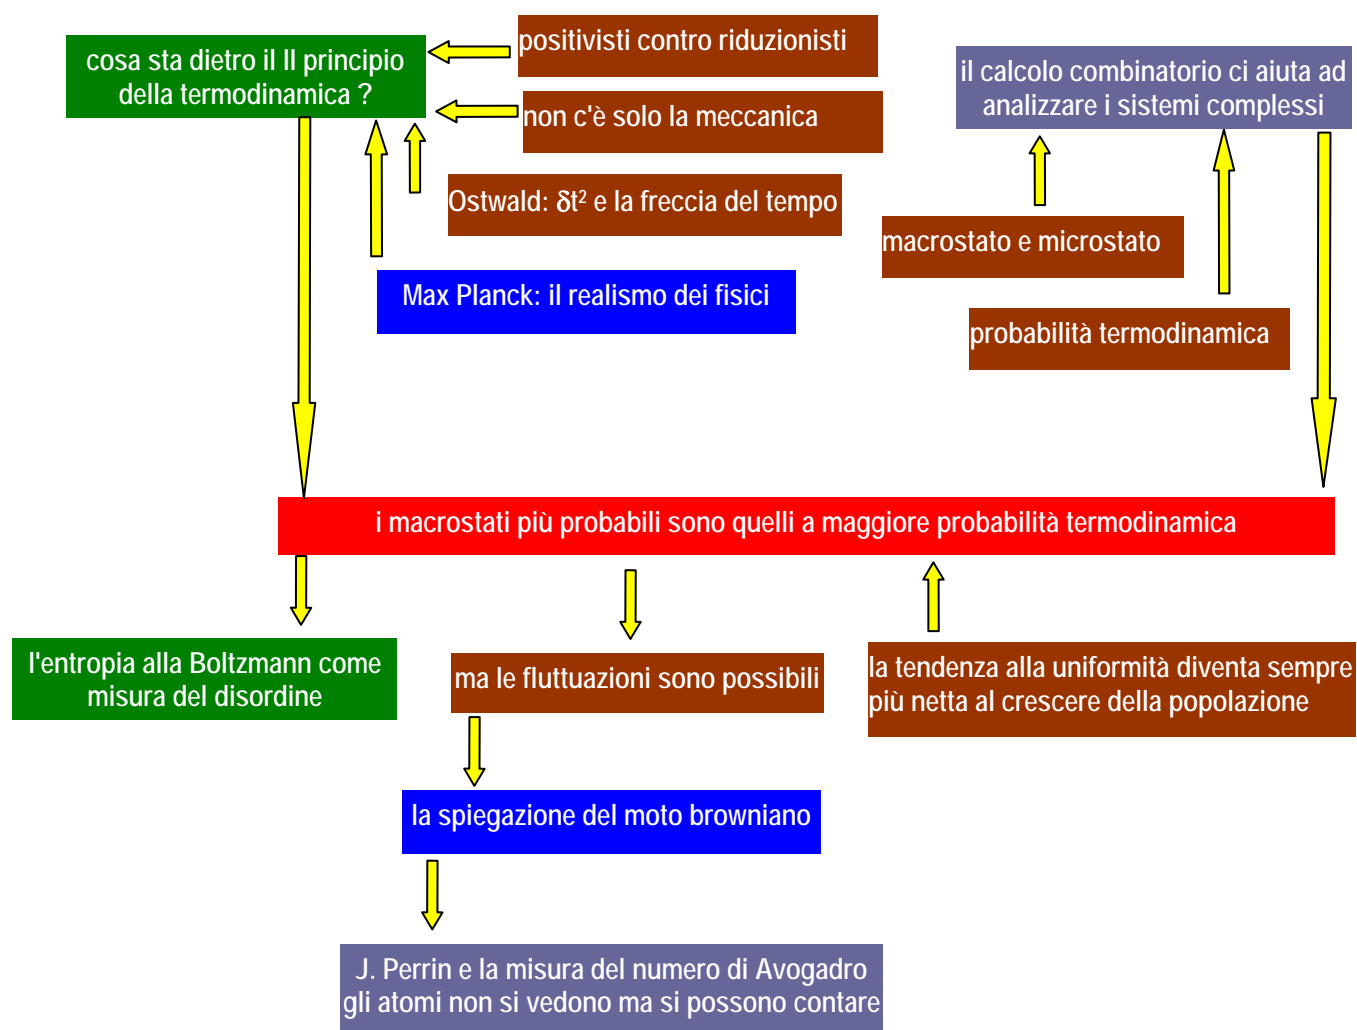 positivisti contro riduzionisti
cosa sta dietro il II principio
della termodinamica ?
il calcolo combinatorio ci aiuta ad
analizzare i sistemi complessi
non c'è solo la meccanica
Ostwald: δt² e la freccia del tempo
macrostato e microstato
Max Planck: il realismo dei fisici
probabilità termodinamica
i macrostati più probabili sono quelli a maggiore probabilità termodinamica
l'entropia alla Boltzmann come
misura del disordine
ma le fluttuazioni sono possibili
la tendenza alla uniformità diventa sempre
più netta al crescere della popolazione
la spiegazione del moto browniano
J. Perrin e la misura del numero di Avogadro
gli atomi non si vedono ma si possono contare